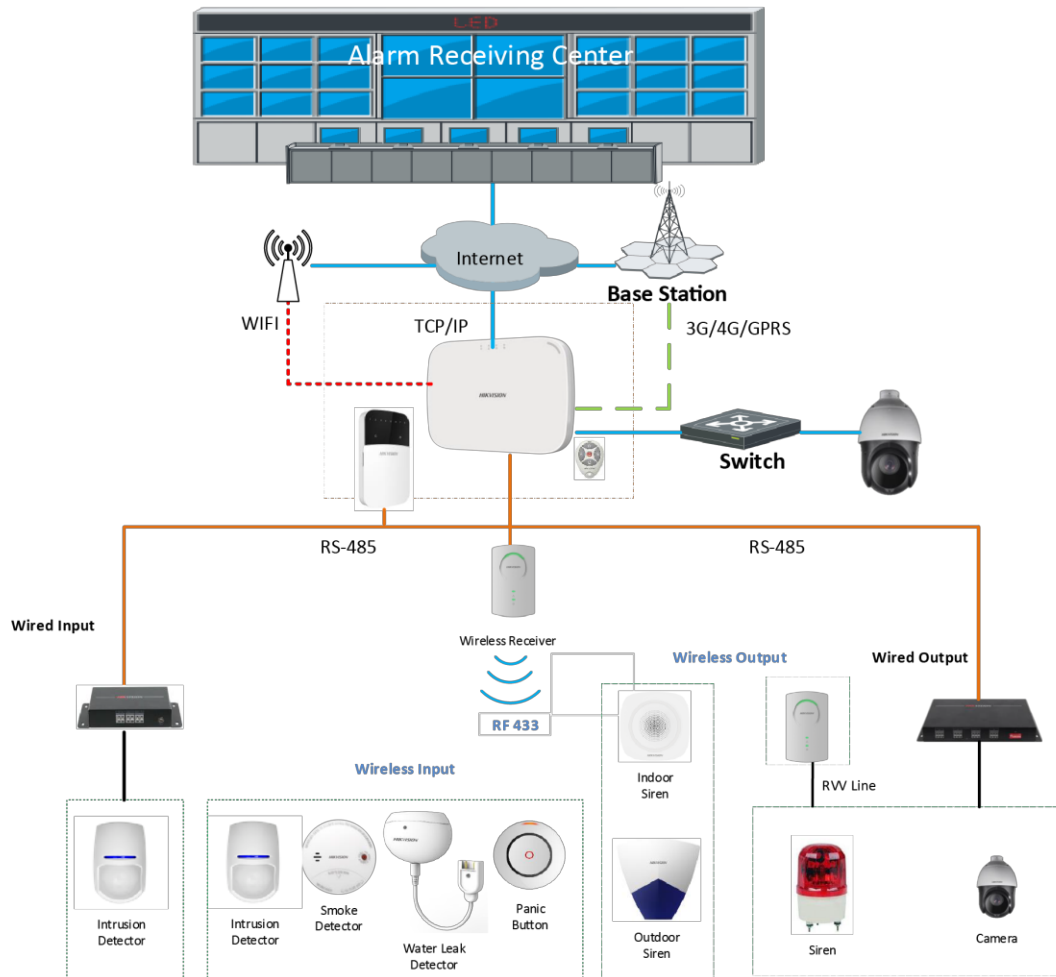 LED
Alarm Receiving Center
Internet
Base Station
WIFI
TCP/IP
3G/4G/GPRS
HIKVISION
Switch
RS-485
RS-485
Wired Input
Wireless Receiver
Wireless Output
Wired Output
RF 433
Wireless Input
Indoor
Siren
RVV Line
Intrusion
Detector
Intrusion
Detector
Smoke
Detector
Water Leak
Detector
Panic
Button
Outdoor
Siren
Siren
Camera